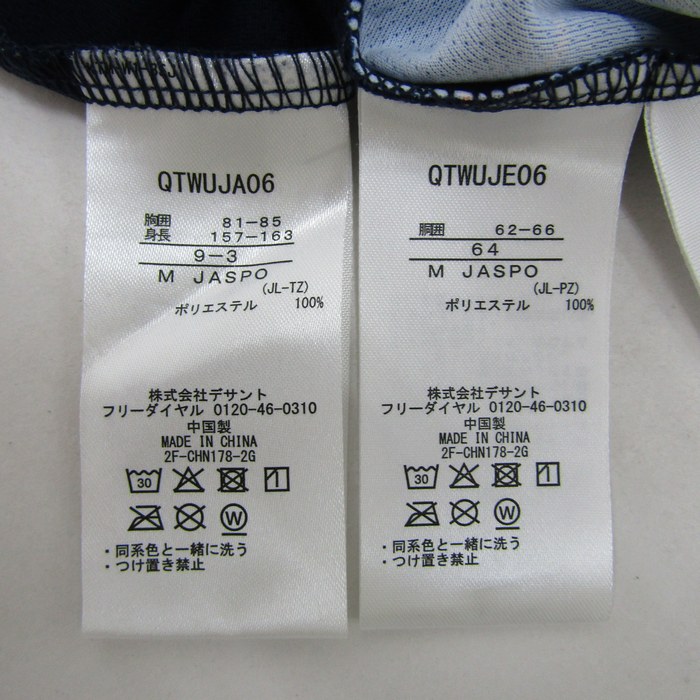 QTWUJA06
胸囲 81-85
身長 157-163
9-3
M JASPO
(JL-TZ)
ポリエステル 100%
株式会社デサント
フリーダイヤル 0120-46-0310
中国製
MADE IN CHINA
2F-CHN178-2G
30
W
・同系色と一緒に洗う
・つけ置き禁止
QTWUJE06
胴囲 62-66
64
M JASPO
(JL-PZ)
ポリエステル 100%
株式会社デサント
フリーダイヤル 0120-46-0310
中国製
MADE IN CHINA
2F-CHN178-2G
30
W
・同系色と一緒に洗う
・つけ置き禁止